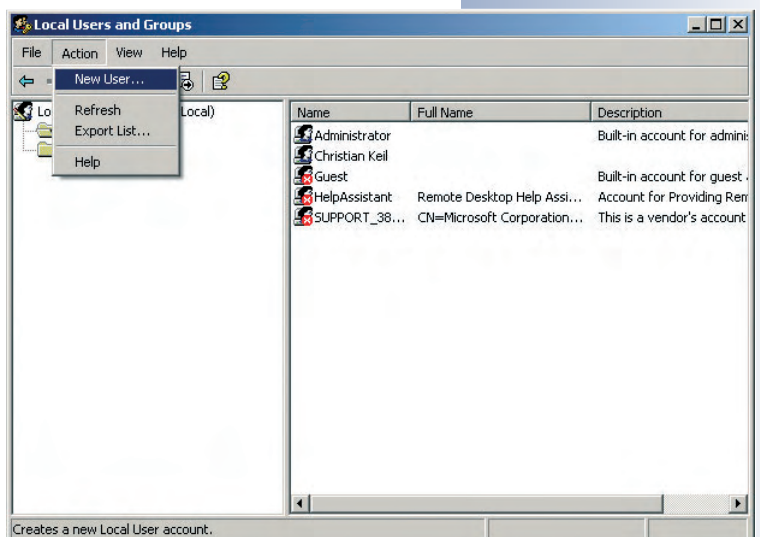 Local Users and Groups
File Action View Help
New User...
Refresh
Export List...
Help
Lo Local)
Name Full Name Description
Administrator Built-in account for admini
Christian Keil
Guest Built-in account for guest
HelpAssistant Remote Desktop Help Assi... Account for Providing Rem
SUPPORT_38... CN=Microsoft Corporation... This is a vendor's account
Creates a new Local User account.